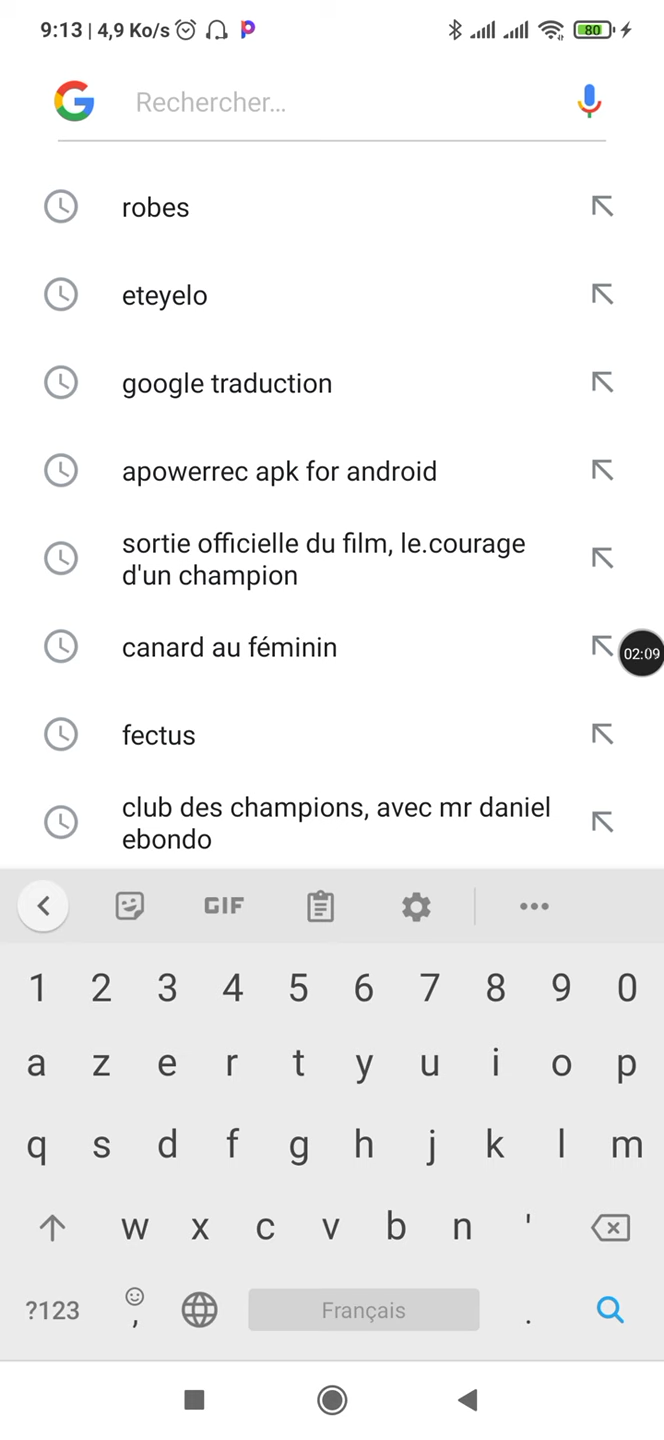 9:13 | 4,9 Ko/s
80
Rechercher...
robes
eteyelo
google traduction
apowerrec apk for android
sortie officielle du film, le.courage
d'un champion
canard au féminin
02:09
fectus
club des champions, avec mr daniel
ebondo
GIF
1 2 3 4 5 6 7 8 9 0
a z e r t y u i o p
q s d f g h j k l m
w x c v b n '
?123 , Français .